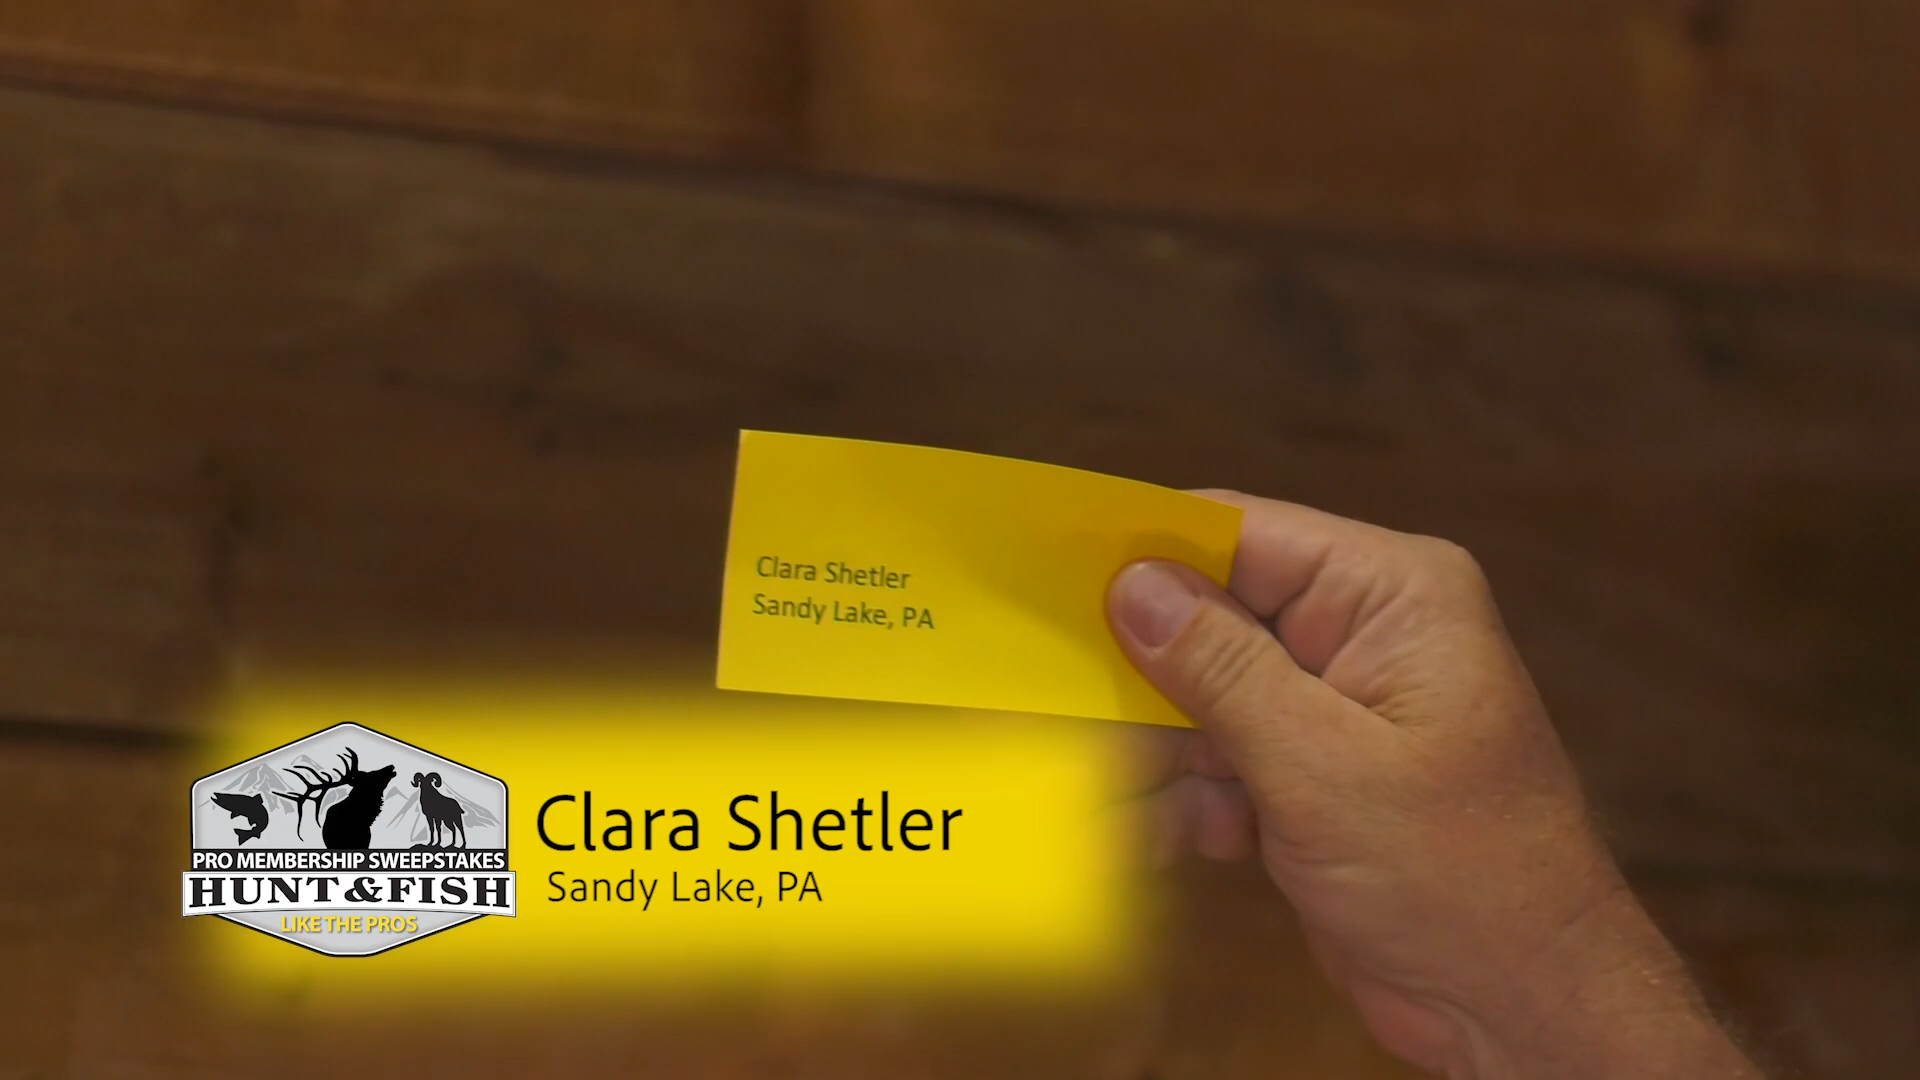 Clara Shetler
Sandy Lake, PA
PRO MEMBERSHIP SWEEPSTAKES
HUNT & FISH
LIKE THE PROS
Clara Shetler
Sandy Lake, PA